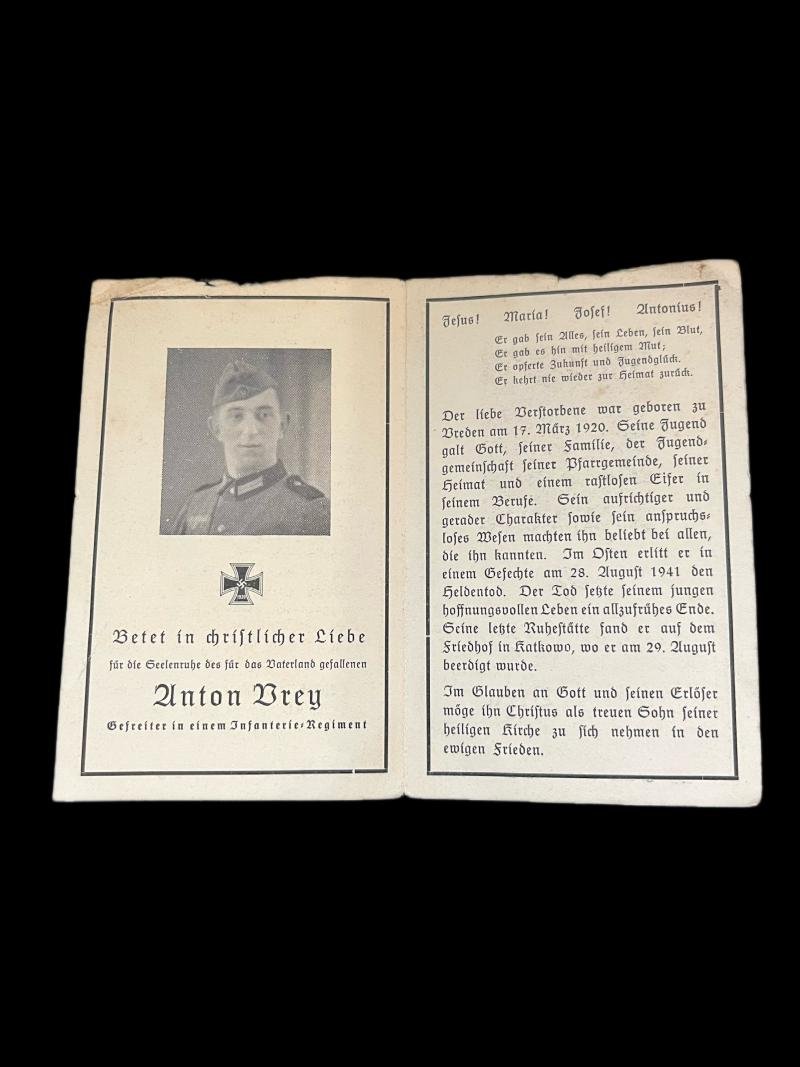 Betet in christlicher Liebe
für die Seelenruhe des für das Vaterland gefallenen
Anton Vrey
Gefreiter in einem Infanterie-Regiment
Jesus! Maria! Josef! Antonius!
Er gab sein Alles, sein Leben, sein Blut,
Er gab es hin mit heiligem Mut;
Er opferte Zukunft und Jugendglück.
Er kehrt nie wieder zur Heimat zurück.
Der liebe Verstorbene war geboren zu
Vreden am 17. März 1920. Seine Jugend
galt Gott, seiner Familie, der Jugend-
gemeinschaft seiner Pfarrgemeinde, seiner
Heimat und einem rastlosen Eifer in
seinem Berufe. Sein aufrichtiger und
gerader Charakter sowie sein anspruchs-
loses Wesen machten ihn beliebt bei allen,
die ihn kannten. Im Osten erlitt er in
einem Gefechte am 28. August 1941 den
Heldentod. Der Tod setzte seinem jungen
hoffnungsvollen Leben ein allzufrühes Ende.
Seine letzte Ruhestätte fand er auf dem
Friedhof in Katkowo, wo er am 29. August
beerdigt wurde.
Im Glauben an Gott und seinen Erlöser
möge ihn Christus als treuen Sohn seiner
heiligen Kirche zu sich nehmen in den
ewigen Frieden.